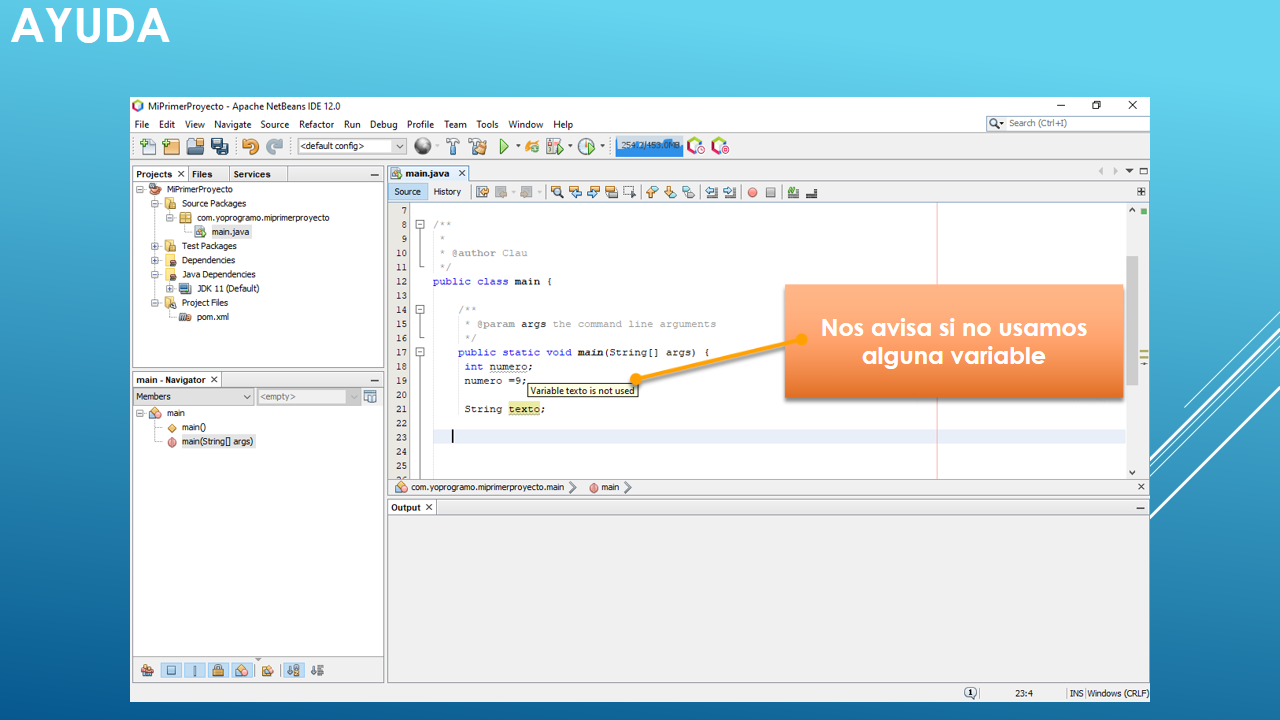 AYUDA
MiPrimerProyecto - Apache NetBeans IDE 12.0
File Edit View Navigate Source Refactor Run Debug Profile Team Tools Window Help
Search (Ctrl+I)
<default config>
254.2/453.0MB
Projects Files Services
MiPrimerProyecto
Source Packages
com.yoprogramo.miprimerproyecto
main.java
Test Packages
Dependencies
Java Dependencies
JDK 11 (Default)
Project Files
pom.xml
main - Navigator
Members <empty>
main
main()
main(String[] args)
main.java
Source History
7
8 /**
9 *
10 * @author Clau
11 */
12 public class main {
13
14 /**
15 * @param args the command line arguments
16 */
17 public static void main(String[] args) {
18 int numero;
19 numero =9;
Variable texto is not used
20
21 String texto;
22
23
24
25
Nos avisa si no usamos
alguna variable
com.yoprogramo.miprimerproyecto.main main
Output
23:4 INS Windows (CRLF)